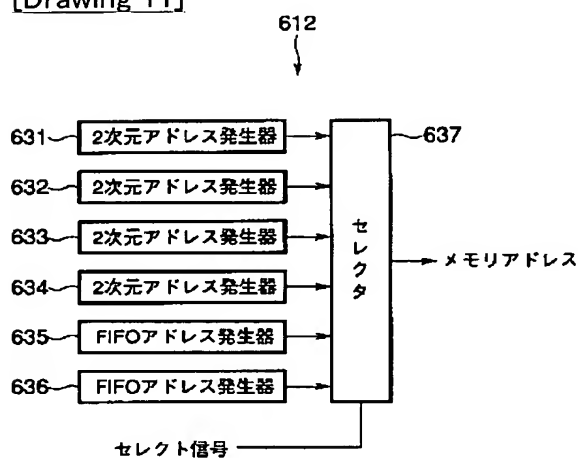 [Drawing 11]
612
631 2次元アドレス発生器 637
632 2次元アドレス発生器
633 2次元アドレス発生器
セレクタ
メモリアドレス
634 2次元アドレス発生器
635 FIFOアドレス発生器
636 FIFOアドレス発生器
セレクト信号